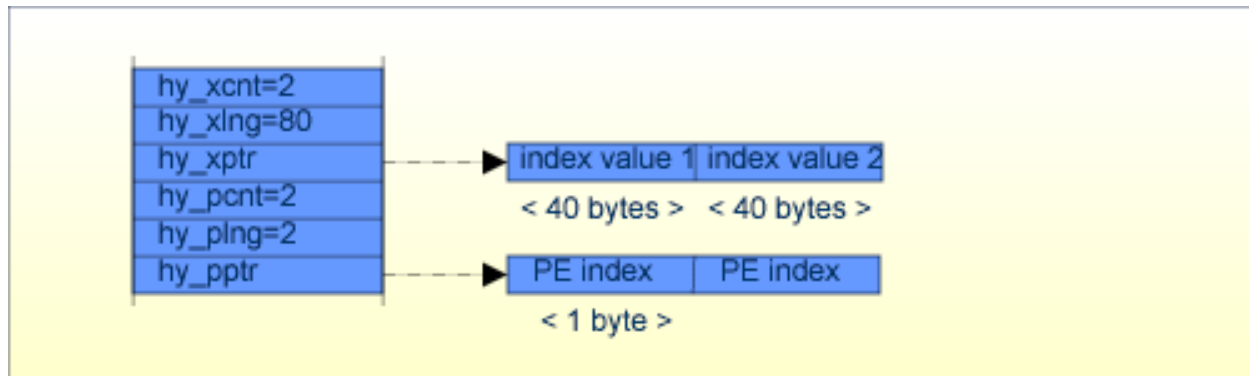 hy_xcnt=2
hy_xlng=80
hy_xptr
index value 1 index value 2
hy_pcnt=2
< 40 bytes > < 40 bytes >
hy_plng=2
hy_pptr
PE index PE index
< 1 byte >